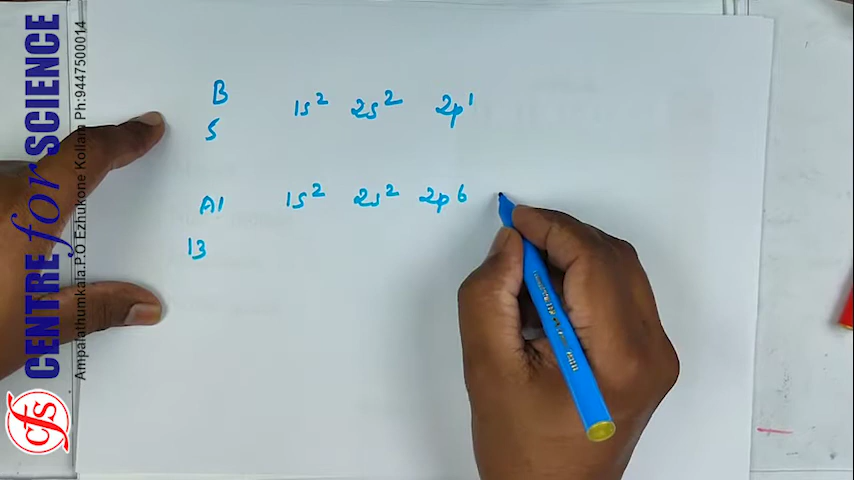 B 1s² 2s² 2p¹
5
Al 1s² 2s² 2p⁶
13
CENTRE for SCIENCE
Ampalathumkala.P.O Ezhukone Kollam Ph:9447500014
cfs